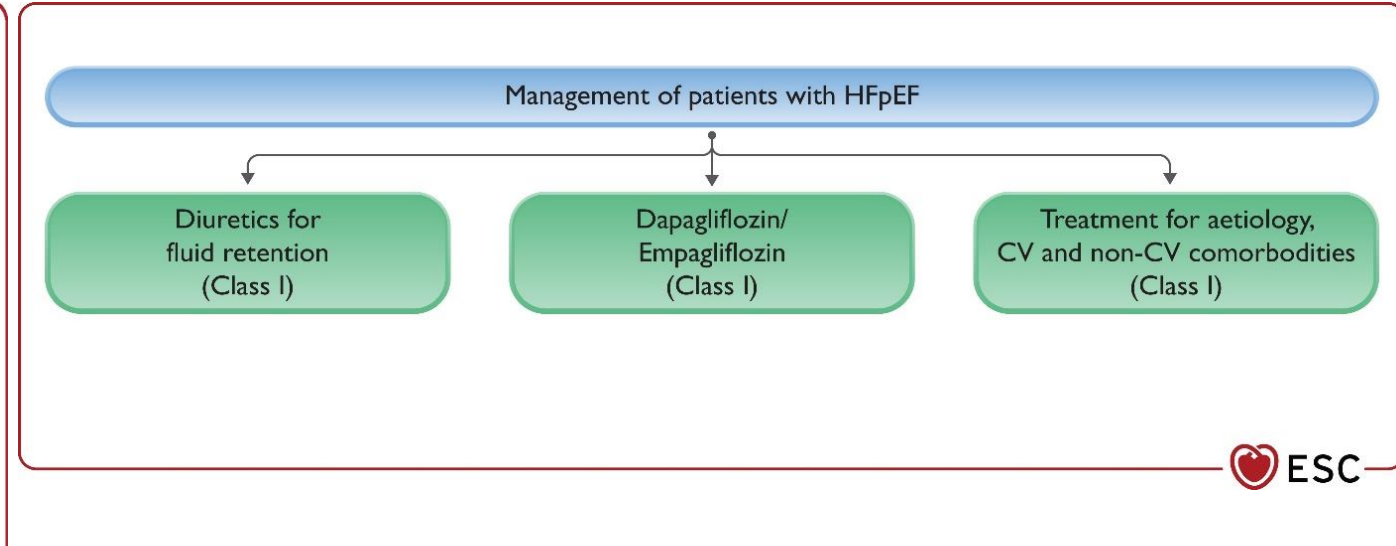 Management of patients with HFpEF
Diuretics for
fluid retention
(Class I)
Dapagliflozin/
Empagliflozin
(Class I)
Treatment for aetiology,
CV and non-CV comorbodities
(Class I)
ESC